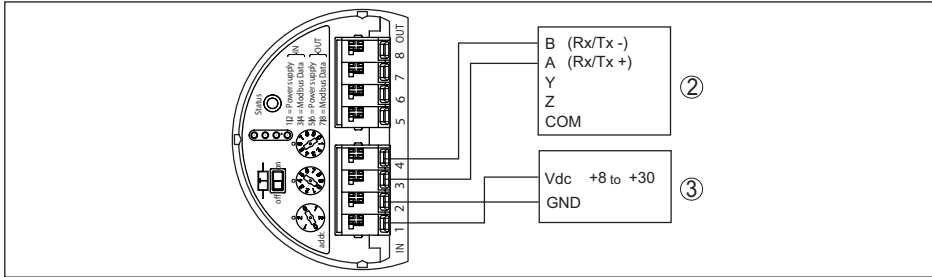 Status
1|2 = Power supply
3|4 = Modbus Data
IN
5|6 = Power supply
7|8 = Modbus Data
OUT
on
off
addr.
OUT
8
7
6
5
4
3
2
1
IN
B (Rx/Tx -)
A (Rx/Tx +)
Y
Z
COM
②
Vdc +8 to +30
GND
③